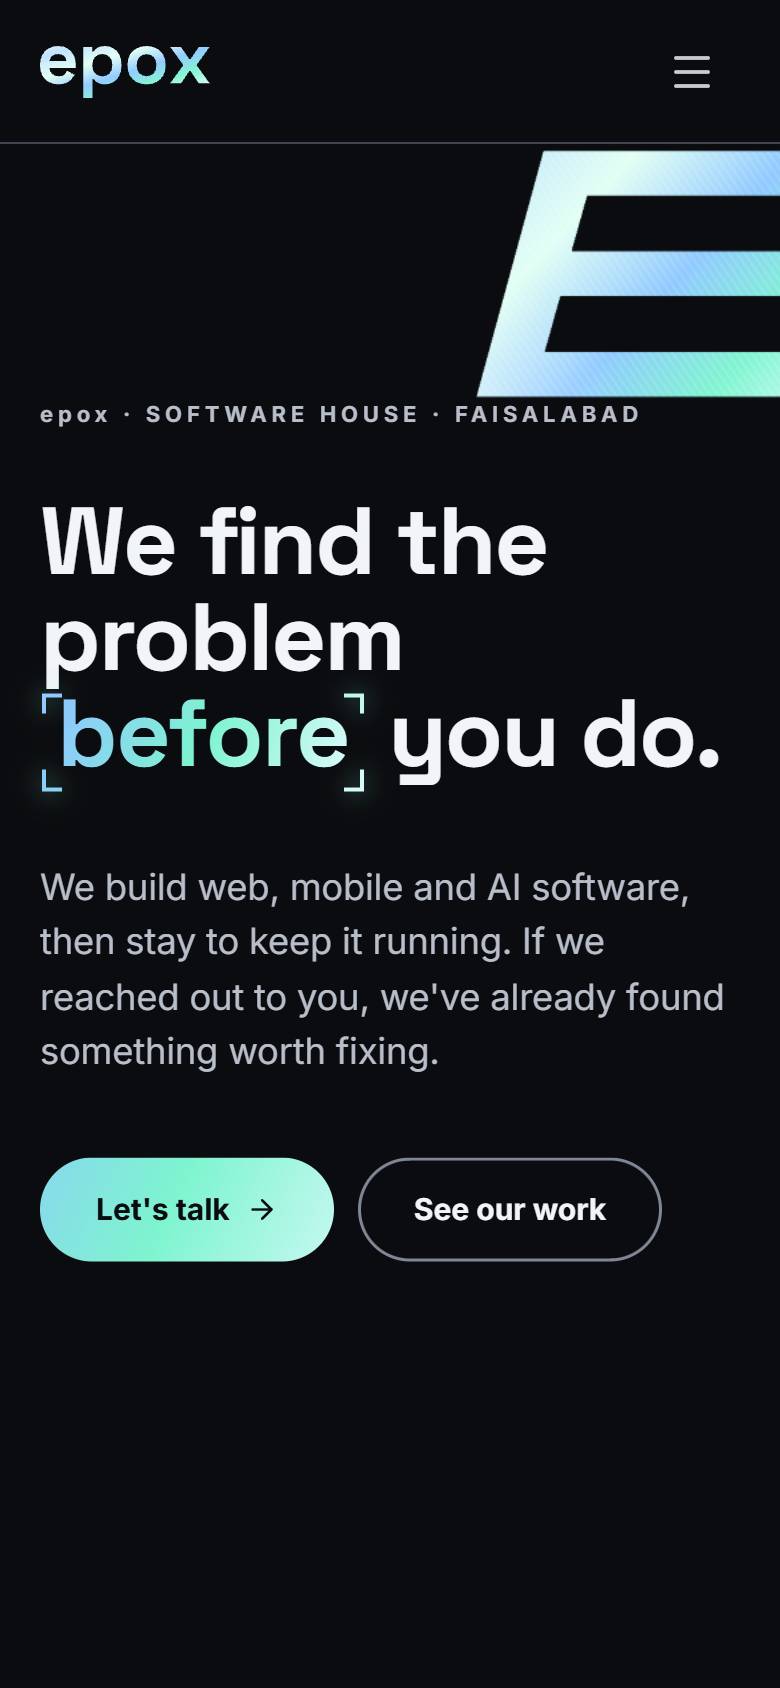 epox
E
epox · SOFTWARE HOUSE · FAISALABAD
We find the
problem
before you do.
We build web, mobile and AI software,
then stay to keep it running. If we
reached out to you, we've already found
something worth fixing.
Let's talk →
See our work